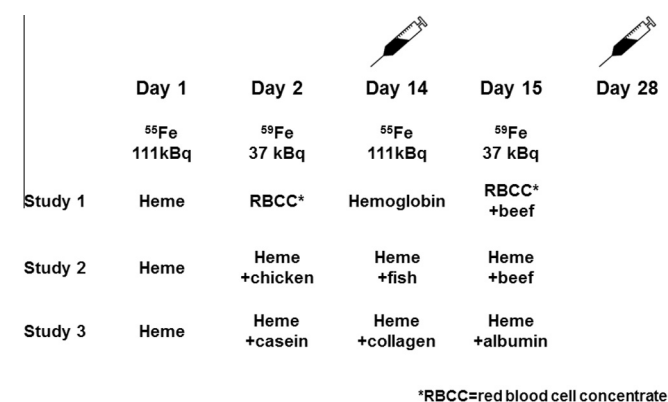 Day 1 Day 2 Day 14 Day 15 Day 28
⁵⁵Fe ⁵⁹Fe ⁵⁵Fe ⁵⁹Fe
111kBq 37 kBq 111kBq 37 kBq
Study 1 Heme RBCC* Hemoglobin RBCC*
+beef
Study 2 Heme Heme Heme Heme
+chicken +fish +beef
Study 3 Heme Heme Heme Heme
+casein +collagen +albumin
*RBCC=red blood cell concentrate